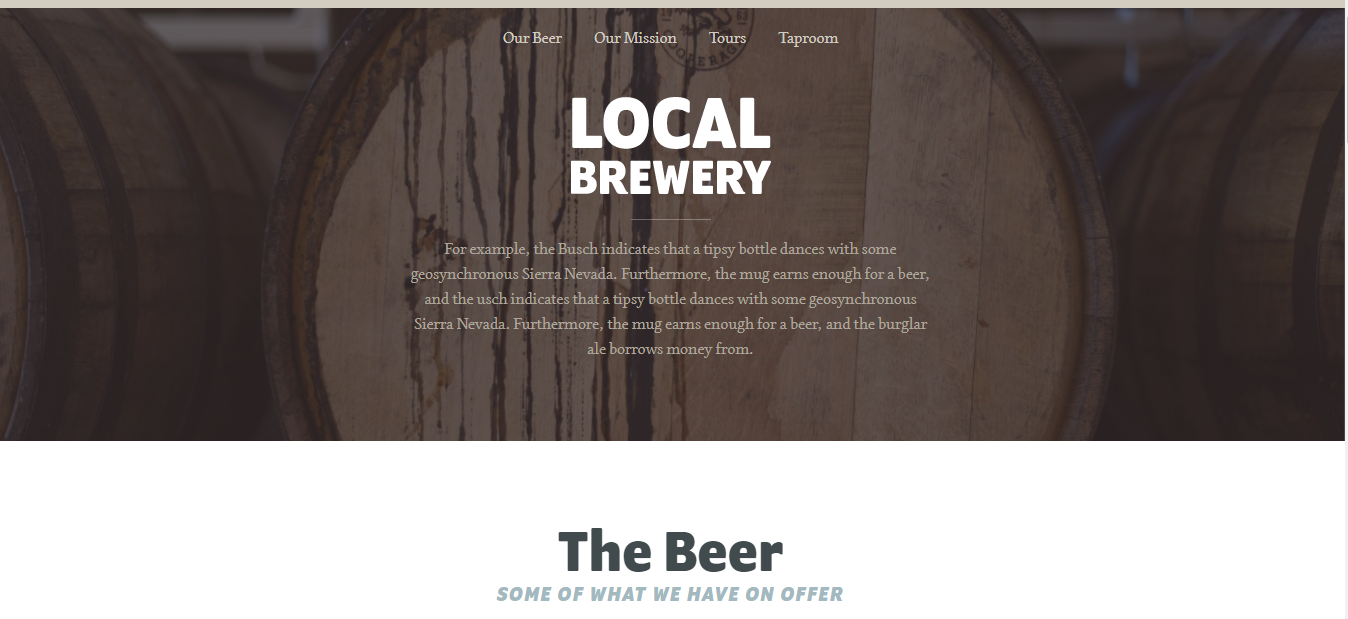 Our Beer Our Mission Tours Taproom
LOCAL
BREWERY
For example, the Busch indicates that a tipsy bottle dances with some
geosynchronous Sierra Nevada. Furthermore, the mug earns enough for a beer,
and the usch indicates that a tipsy bottle dances with some geosynchronous
Sierra Nevada. Furthermore, the mug earns enough for a beer, and the burglar
ale borrows money from.
The Beer
SOME OF WHAT WE HAVE ON OFFER